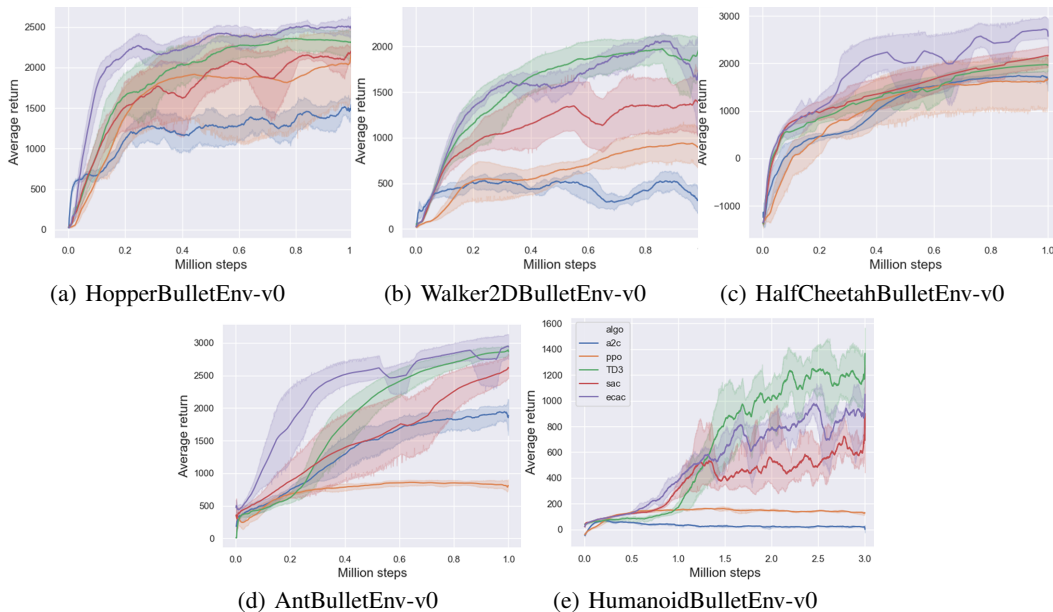 2500
2000
1500
1000
500
0
Average return
0.0 0.2 0.4 0.6 0.8 1
Million steps
(a) HopperBulletEnv-v0
2000
1500
1000
500
0
Average return
0.0 0.2 0.4 0.6 0.8
Million steps
(b) Walker2DBulletEnv-v0
3000
2000
1000
0
−1000
Average return
0.0 0.2 0.4 0.6 0.8 1.0
Million steps
(c) HalfCheetahBulletEnv-v0
3000
2500
2000
1500
1000
500
0
Average return
0.0 0.2 0.4 0.6 0.8 1.0
Million steps
(d) AntBulletEnv-v0
1600
1400
1200
1000
800
600
400
200
0
Average return
algo
a2c
ppo
TD3
sac
ecac
0.0 0.5 1.0 1.5 2.0 2.5 3.0
Million steps
(e) HumanoidBulletEnv-v0